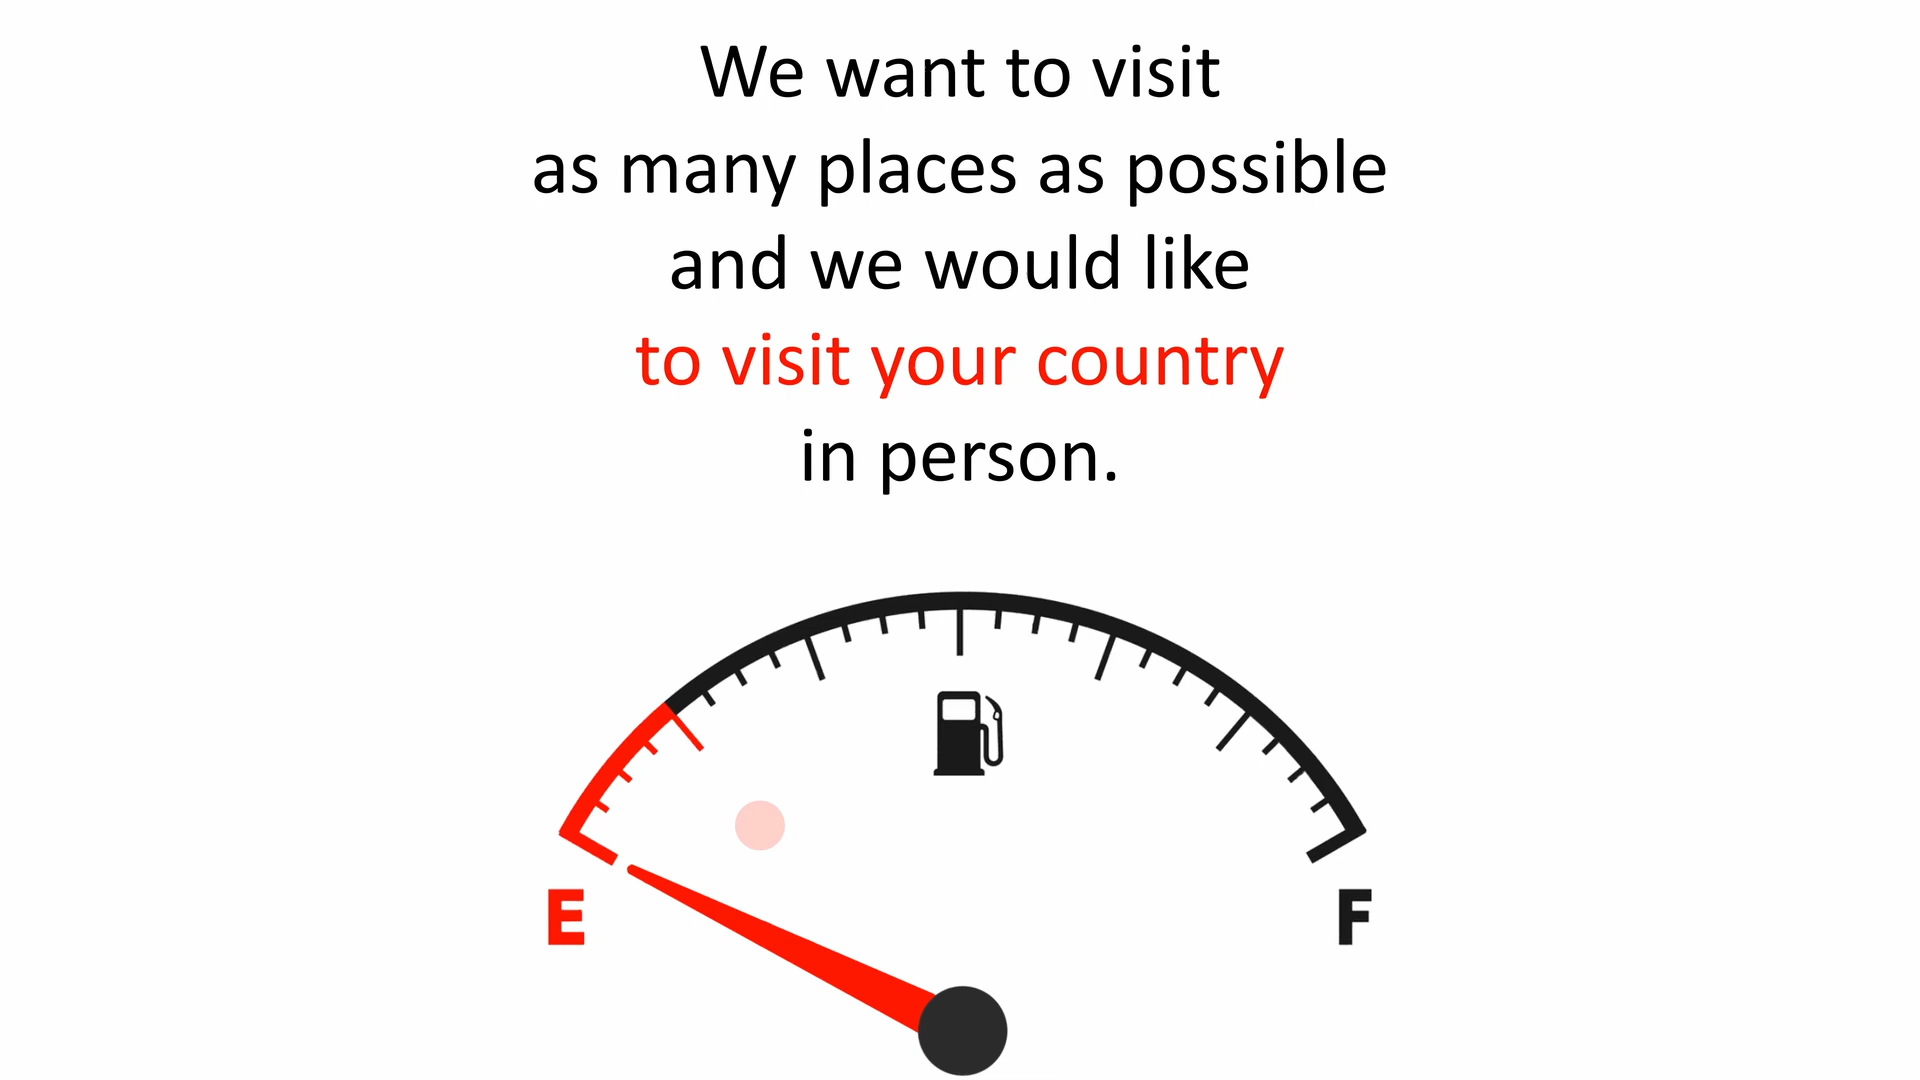 We want to visit
as many places as possible
and we would like
to visit your country
in person.
E
F